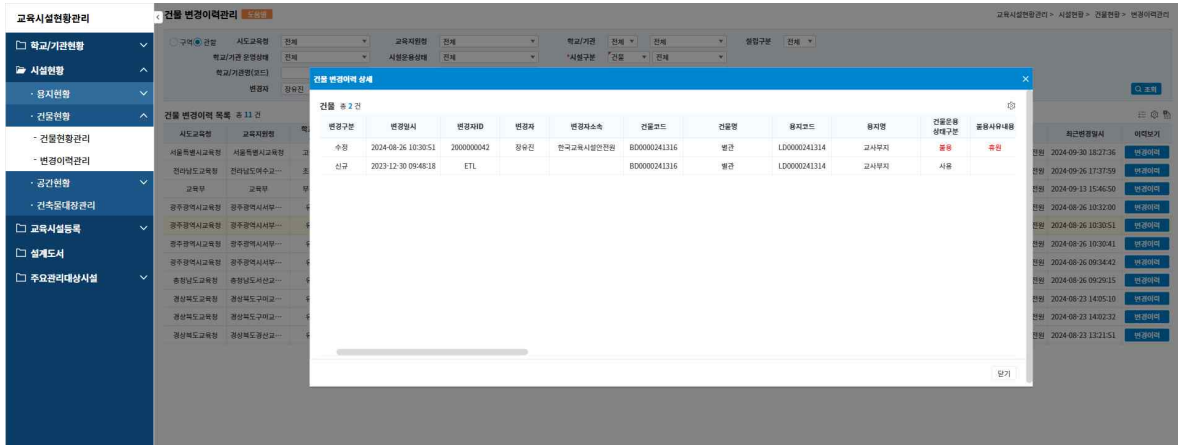 교육시설현황관리
학교/기관현황
시설현황
· 용지현황
· 건물현황
- 건물현황관리
- 변경이력관리
· 공간현황
· 건축물대장관리
교육시설등록
설계도서
주요관리대상시설
건물 변경이력관리 도움말
교육시설현황관리 > 시설현황 > 건물현황 > 변경이력관리
구역 관할 시도교육청 전체 교육지원청 전체 학교/기관 전체 전체 설립구분 전체
학교/기관 운영상태 전체 시설운용상태 전체 *시설구분 건물 전체
학교/기관명(코드)
변경자 장유진 조회
건물 변경이력 목록 총 11 건
시도교육청 교육지원청 최근변경일시 이력보기
서울특별시교육청 서울특별시교육청 전원 2024-09-30 18:27:36 변경이력
전라남도교육청 전라남도여수교… 전원 2024-09-26 17:37:59 변경이력
교육부 교육부 전원 2024-09-13 15:46:50 변경이력
광주광역시교육청 광주광역시서부… 전원 2024-08-26 10:32:00 변경이력
광주광역시교육청 광주광역시서부… 전원 2024-08-26 10:30:51 변경이력
광주광역시교육청 광주광역시서부… 전원 2024-08-26 10:30:41 변경이력
광주광역시교육청 광주광역시서부… 전원 2024-08-26 09:34:42 변경이력
충청남도교육청 충청남도서산교… 전원 2024-08-26 09:29:15 변경이력
경상북도교육청 경상북도구미교… 전원 2024-08-23 14:05:10 변경이력
경상북도교육청 경상북도구미교… 전원 2024-08-23 14:02:32 변경이력
경상북도교육청 경상북도경산교… 전원 2024-08-23 13:21:51 변경이력
건물 변경이력 상세
건물 총 2 건
변경구분 변경일시 변경자ID 변경자 변경자소속 건물코드 건물명 용지코드 용지명 건물운용상태구분 불용사유내용
수정 2024-08-26 10:30:51 2000000042 장유진 한국교육시설안전원 BD0000241316 별관 LD0000241314 교사부지 불용 휴원
신규 2023-12-30 09:48:18 ETL BD0000241316 별관 LD0000241314 교사부지 사용
닫기